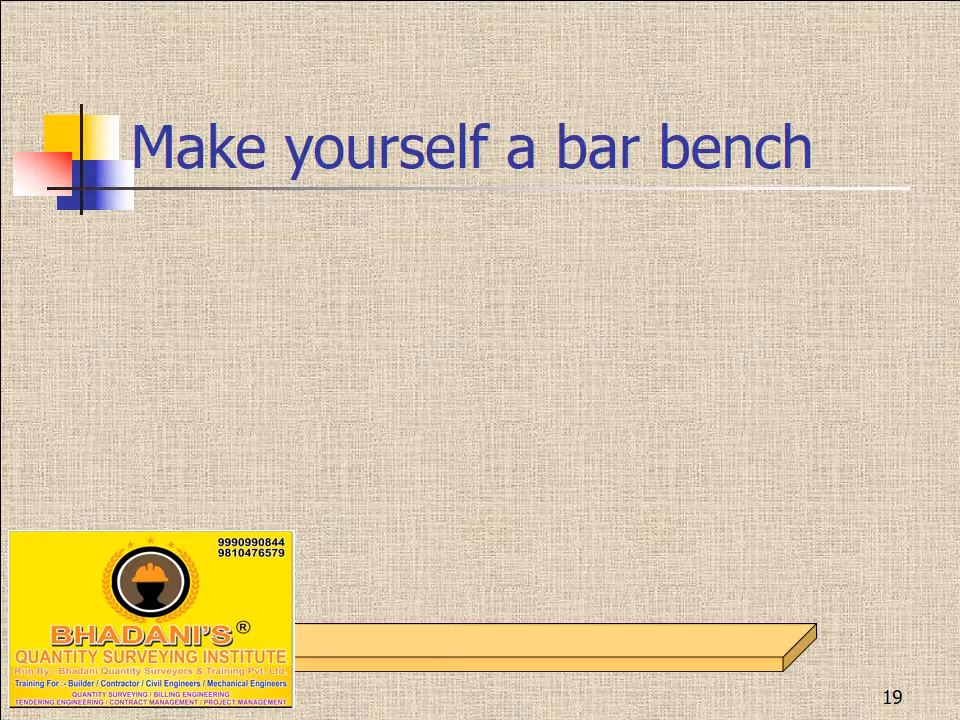 Make yourself a bar bench
9990990844
9810476579
BHADANI'S®
QUANTITY SURVEYING INSTITUTE
Run By : Bhadani Quantity Surveyors & Training Pvt. Ltd.
Training For :- Builder / Contractor / Civil Engineers / Mechanical Engineers
QUANTITY SURVEYING / BILLING ENGINEERING
TENDERING ENGINEERING / CONTRACT MANAGEMENT / PROJECT MANAGEMENT
19